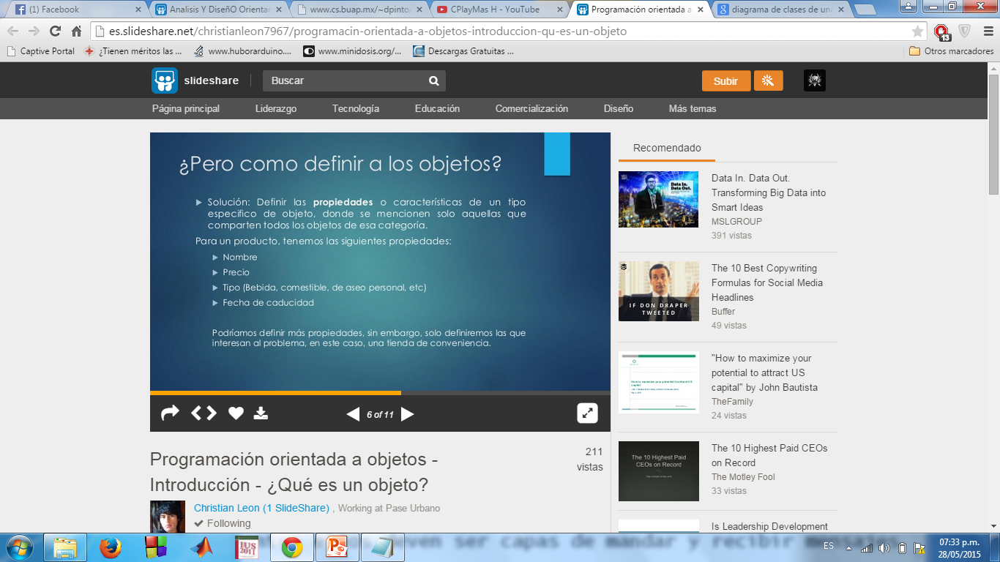 (1) Facebook
Analisis Y DiseñO Orienta
www.cs.buap.mx/~dpinto
CPlayMas H - YouTube
Programación orientada a
diagrama de clases de un
es.slideshare.net/christianleon7967/programacin-orientada-a-objetos-introduccion-qu-es-un-objeto
13
Captive Portal
¿Tienen méritos las ...
www.huborarduino....
www.minidosis.org/...
Descargas Gratuitas ...
Otros marcadores
slideshare
Buscar
Subir
Página principal
Liderazgo
Tecnología
Educación
Comercialización
Diseño
Más temas
¿Pero como definir a los objetos?
Solución: Definir las propiedades o características de un tipo
especifico de objeto, donde se mencionen solo aquellas que
comparten todos los objetos de esa categoría.
Para un producto, tenemos las siguientes propiedades:
Nombre
Precio
Tipo (Bebida, comestible, de aseo personal, etc)
Fecha de caducidad
Podríamos definir más propiedades, sin embargo, solo definiremos las que
interesan al problema, en este caso, una tienda de conveniencia.
6 of 11
Programación orientada a objetos -
Introducción - ¿Qué es un objeto?
211
vistas
Christian Leon (1 SlideShare) , Working at Pase Urbano
Following
Recomendado
Data In.
Data Out.
Data In. Data Out.
Transforming Big Data into
Smart Ideas
MSLGROUP
391 vistas
IF DON DRAPER
TWEETED
The 10 Best Copywriting
Formulas for Social Media
Headlines
Buffer
49 vistas
How to maximize your potential to attract US
capital
"How to maximize your
potential to attract US
capital" by John Bautista
TheFamily
24 vistas
The 10 Highest Paid
CEOs on Record
The 10 Highest Paid CEOs
on Record
The Motley Fool
33 vistas
Is Leadership Development
IUS
2017
ser capas de mandar y recibir mensajes
ES
07:33 p.m.
28/05/2015